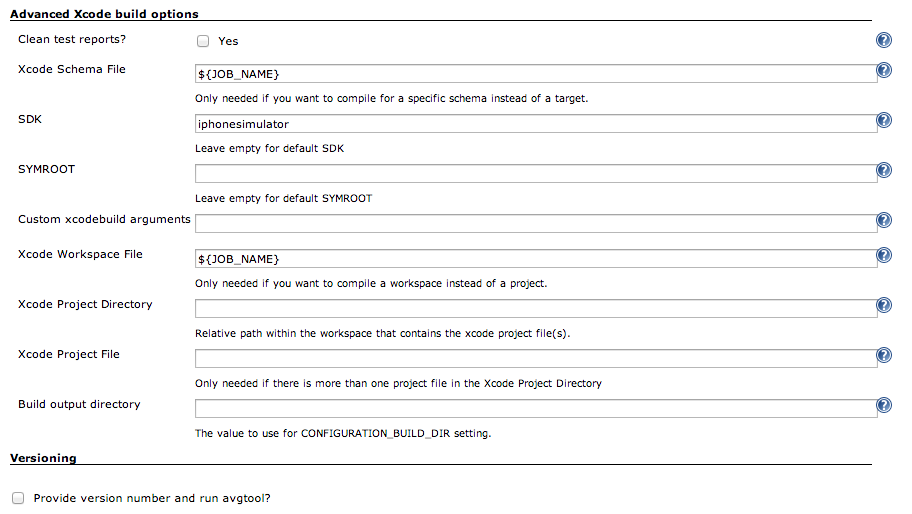 Advanced Xcode build options
Clean test reports? Yes
Xcode Schema File ${JOB_NAME}
Only needed if you want to compile for a specific schema instead of a target.
SDK iphonesimulator
Leave empty for default SDK
SYMROOT
Leave empty for default SYMROOT
Custom xcodebuild arguments
Xcode Workspace File ${JOB_NAME}
Only needed if you want to compile a workspace instead of a project.
Xcode Project Directory
Relative path within the workspace that contains the xcode project file(s).
Xcode Project File
Only needed if there is more than one project file in the Xcode Project Directory
Build output directory
The value to use for CONFIGURATION_BUILD_DIR setting.
Versioning
Provide version number and run avgtool?